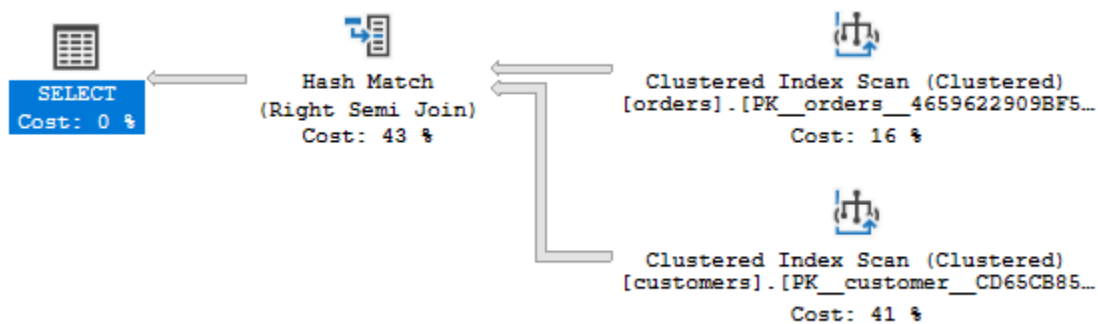 SELECT
Cost: 0 %
Hash Match
(Right Semi Join)
Cost: 43 %
Clustered Index Scan (Clustered)
[orders].[PK__orders__4659622909BF5…
Cost: 16 %
Clustered Index Scan (Clustered)
[customers].[PK__customer__CD65CB85…
Cost: 41 %